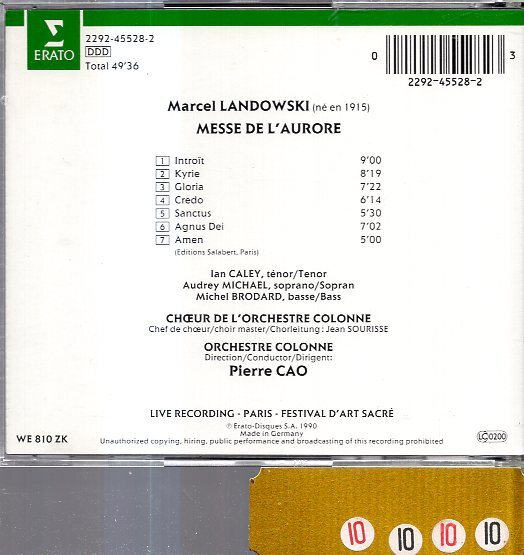 ERATO
2292-45528-2
DDD
Total 49'36
0
3
2292-45528-2
Marcel LANDOWSKI (né en 1915)
MESSE DE L'AURORE
1 Introït 9'00
2 Kyrie 8'19
3 Gloria 7'22
4 Credo 6'14
5 Sanctus 5'30
6 Agnus Dei 7'02
7 Amen 5'00
(Editions Salabert, Paris)
Ian CALEY, ténor/Tenor
Audrey MICHAEL, soprano/Sopran
Michel BRODARD, basse/Bass
CHŒUR DE L'ORCHESTRE COLONNE
Chef de chœur/choir master/Chorleitung: Jean SOURISSE
ORCHESTRE COLONNE
Direction/Conductor/Dirigent:
Pierre CAO
LIVE RECORDING - PARIS - FESTIVAL D'ART SACRÉ
℗ Erato-Disques S.A. 1990
Made in Germany
WE 810 ZK
Unauthorized copying, hiring, public performance and broadcasting of this recording prohibited
LC 0200
10 10 10 10